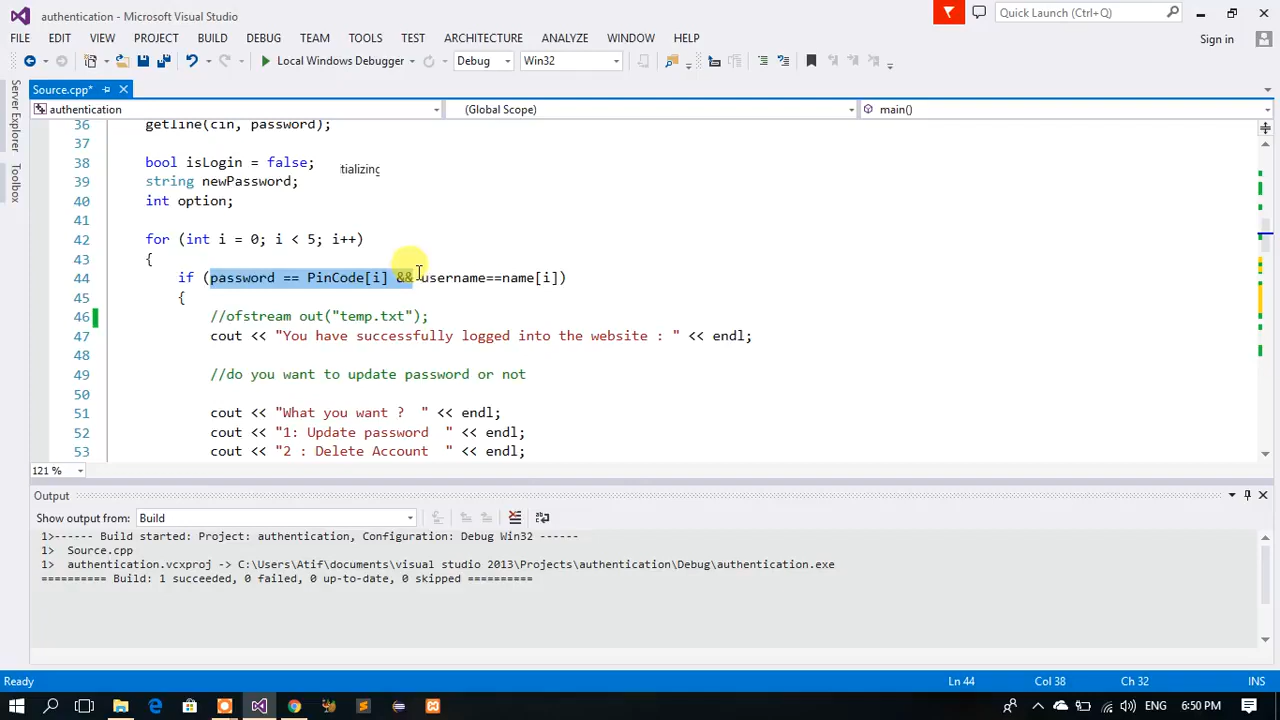 authentication - Microsoft Visual Studio
Quick Launch (Ctrl+Q)
FILE EDIT VIEW PROJECT BUILD DEBUG TEAM TOOLS TEST ARCHITECTURE ANALYZE WINDOW HELP
Sign in
Local Windows Debugger Debug Win32
Server Explorer
Toolbox
Source.cpp*
authentication (Global Scope) main()
36 getline(cin, password);
37
38 bool isLogin = false;
tializing
39 string newPassword;
40 int option;
41
42 for (int i = 0; i < 5; i++)
43 {
44 if (password == PinCode[i] && username==name[i])
45 {
46 //ofstream out("temp.txt");
47 cout << "You have successfully logged into the website : " << endl;
48
49 //do you want to update password or not
50
51 cout << "What you want ?  " << endl;
52 cout << "1: Update password  " << endl;
53 cout << "2 : Delete Account  " << endl;
121 %
Output
Show output from: Build
1>------ Build started: Project: authentication, Configuration: Debug Win32 ------
1>  Source.cpp
1>  authentication.vcxproj -> C:\Users\Atif\documents\visual studio 2013\Projects\authentication\Debug\authentication.exe
========== Build: 1 succeeded, 0 failed, 0 up-to-date, 0 skipped ==========
Ready Ln 44 Col 38 Ch 32 INS
ENG 6:50 PM